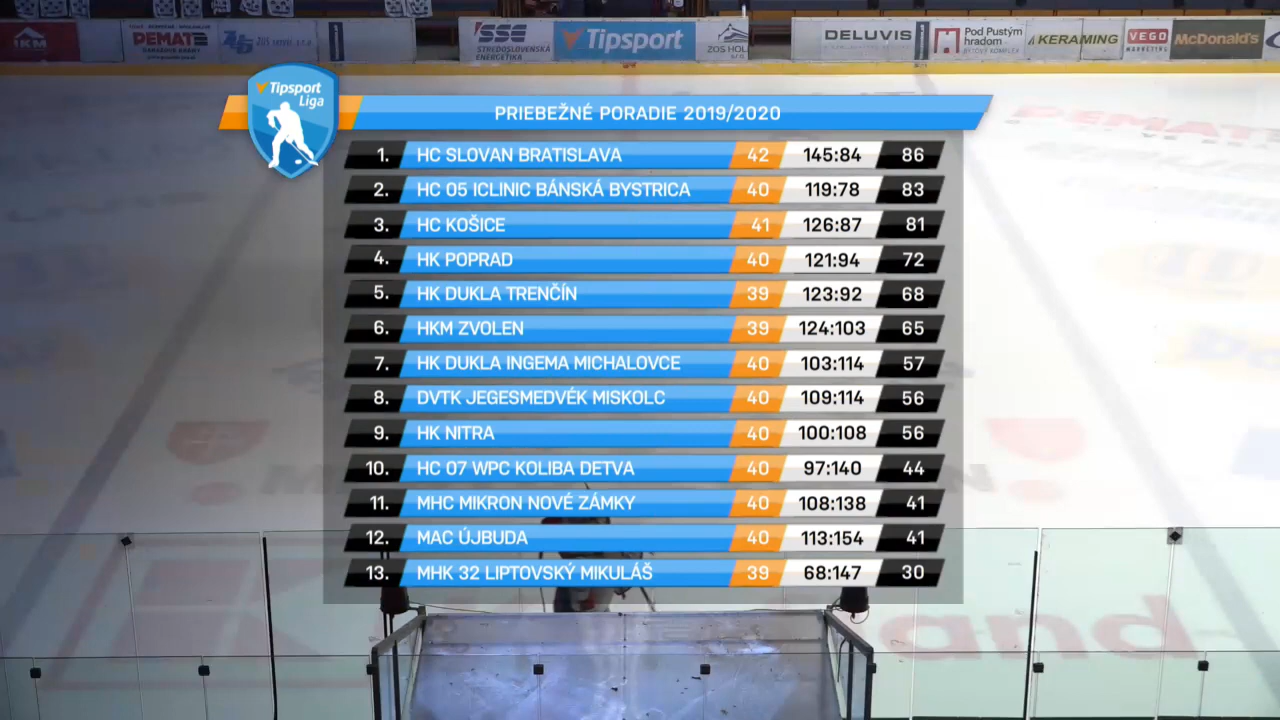 IKM
PEMAT
SSE
STREDOSLOVENSKÁ
ENERGETIKA
Tipsport
ZOS HOL
DELUVIS
Pod Pustým
hradom
BYTOVÝ KOMPLEX
KERAMING
VEGO
MARKETING
McDonald's
Tipsport
Liga
PRIEBEŽNÉ PORADIE 2019/2020
1. HC SLOVAN BRATISLAVA 42 145:84 86
2. HC 05 ICLINIC BÁNSKÁ BYSTRICA 40 119:78 83
3. HC KOŠICE 41 126:87 81
4. HK POPRAD 40 121:94 72
5. HK DUKLA TRENČÍN 39 123:92 68
6. HKM ZVOLEN 39 124:103 65
7. HK DUKLA INGEMA MICHALOVCE 40 103:114 57
8. DVTK JEGESMEDVÉK MISKOLC 40 109:114 56
9. HK NITRA 40 100:108 56
10. HC 07 WPC KOLIBA DETVA 40 97:140 44
11. MHC MIKRON NOVÉ ZÁMKY 40 108:138 41
12. MAC ÚJBUDA 40 113:154 41
13. MHK 32 LIPTOVSKÝ MIKULÁŠ 39 68:147 30
and